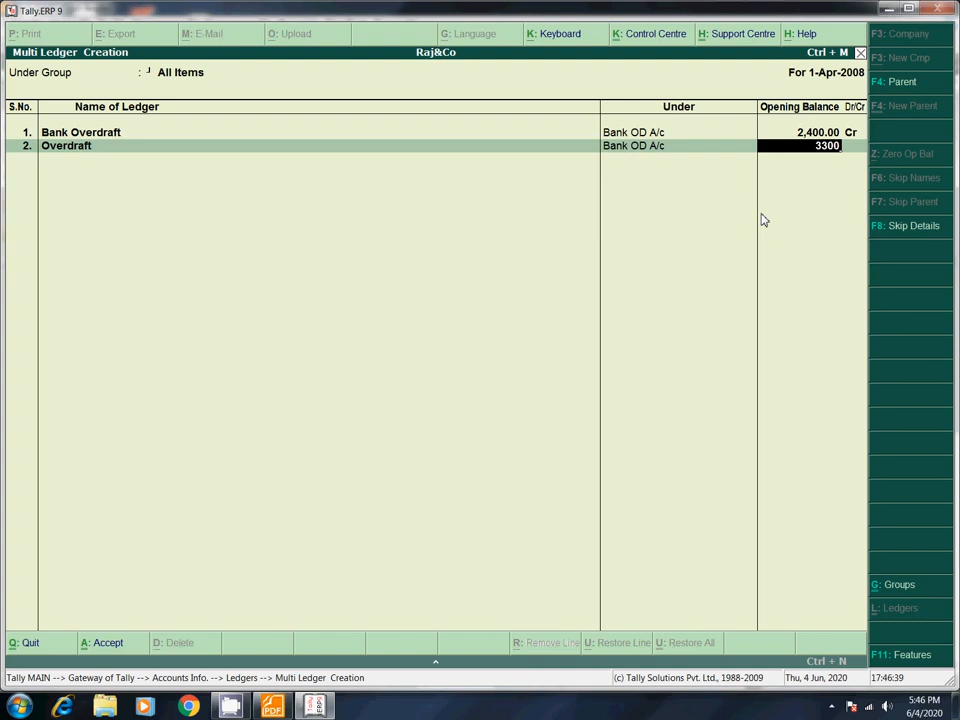 Tally.ERP 9
P: Print E: Export M: E-Mail O: Upload G: Language K: Keyboard K: Control Centre H: Support Centre H: Help
Multi Ledger Creation Raj&Co Ctrl + M
Under Group : ┘ All Items For 1-Apr-2008
S.No. Name of Ledger Under Opening Balance Dr/Cr
1. Bank Overdraft Bank OD A/c 2,400.00 Cr
2. Overdraft Bank OD A/c 3300
F3: Company
F3: New Cmp
F4: Parent
F4: New Parent
Z: Zero Op Bal
F6: Skip Names
F7: Skip Parent
F8: Skip Details
G: Groups
L: Ledgers
F11: Features
Q: Quit A: Accept D: Delete R: Remove Line U: Restore Line U: Restore All
Ctrl + N
Tally MAIN --> Gateway of Tally --> Accounts Info. --> Ledgers --> Multi Ledger Creation (c) Tally Solutions Pvt. Ltd., 1988-2009 Thu, 4 Jun, 2020 17:46:39
PDF
Tally
5:46 PM
6/4/2020